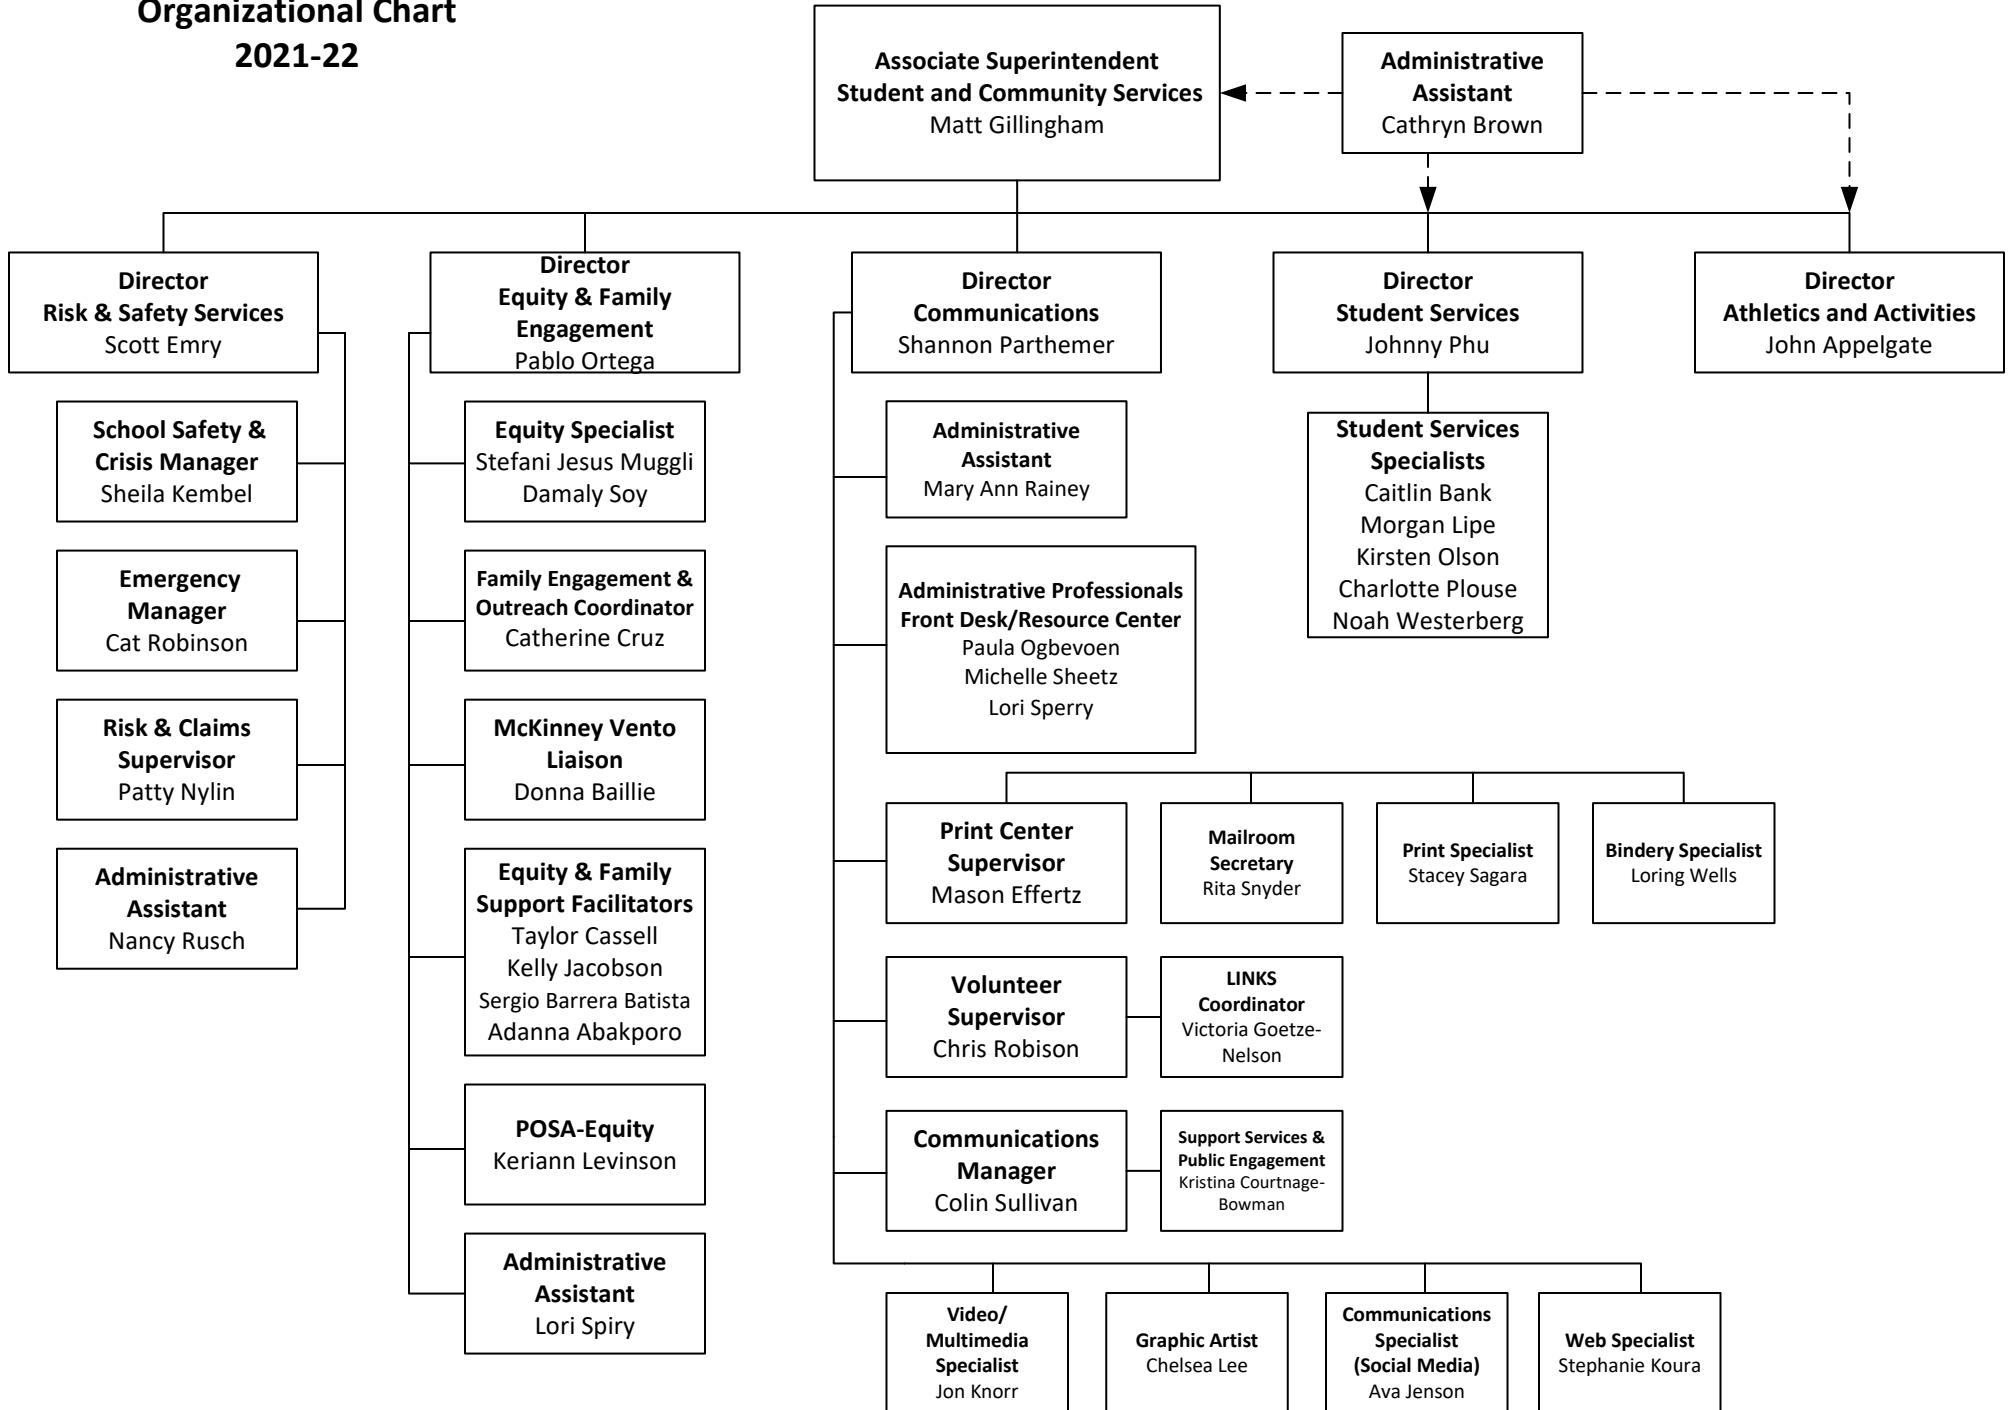 Organizational Chart
2021-22
Associate Superintendent
Student and Community Services
Matt Gillingham
Administrative
Assistant
Cathryn Brown
Director
Risk & Safety Services
Scott Emry
School Safety &
Crisis Manager
Sheila Kembel
Emergency
Manager
Cat Robinson
Risk & Claims
Supervisor
Patty Nylin
Administrative
Assistant
Nancy Rusch
Director
Equity & Family
Engagement
Pablo Ortega
Equity Specialist
Stefani Jesus Muggli
Damaly Soy
Family Engagement &
Outreach Coordinator
Catherine Cruz
McKinney Vento
Liaison
Donna Baillie
Equity & Family
Support Facilitators
Taylor Cassell
Kelly Jacobson
Sergio Barrera Batista
Adanna Abakporo
POSA-Equity
Keriann Levinson
Administrative
Assistant
Lori Spiry
Director
Communications
Shannon Parthemer
Administrative
Assistant
Mary Ann Rainey
Administrative Professionals
Front Desk/Resource Center
Paula Ogbevoen
Michelle Sheetz
Lori Sperry
Print Center
Supervisor
Mason Effertz
Mailroom
Secretary
Rita Snyder
Print Specialist
Stacey Sagara
Bindery Specialist
Loring Wells
Volunteer
Supervisor
Chris Robison
LINKS
Coordinator
Victoria Goetze-
Nelson
Communications
Manager
Colin Sullivan
Support Services &
Public Engagement
Kristina Courtnage-
Bowman
Video/
Multimedia
Specialist
Jon Knorr
Graphic Artist
Chelsea Lee
Communications
Specialist
(Social Media)
Ava Jenson
Web Specialist
Stephanie Koura
Director
Student Services
Johnny Phu
Student Services
Specialists
Caitlin Bank
Morgan Lipe
Kirsten Olson
Charlotte Plouse
Noah Westerberg
Director
Athletics and Activities
John Appelgate